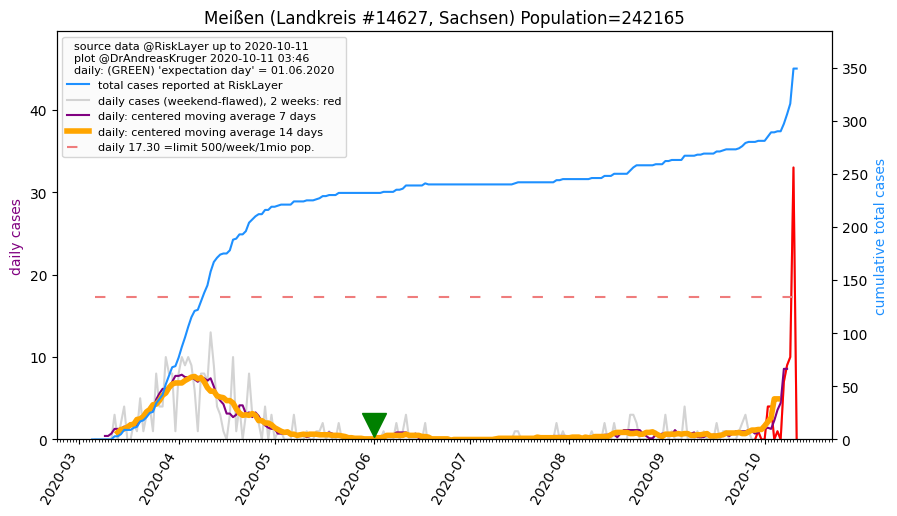 Meißen (Landkreis #14627, Sachsen) Population=242165
source data @RiskLayer up to 2020-10-11
plot @DrAndreasKruger 2020-10-11 03:46
daily: (GREEN) 'expectation day' = 01.06.2020
total cases reported at RiskLayer
daily cases (weekend-flawed), 2 weeks: red
daily: centered moving average 7 days
daily: centered moving average 14 days
daily 17.30 =limit 500/week/1mio pop.
daily cases
40
30
20
10
0
cumulative total cases
350
300
250
200
150
100
50
0
2020-03
2020-04
2020-05
2020-06
2020-07
2020-08
2020-09
2020-10